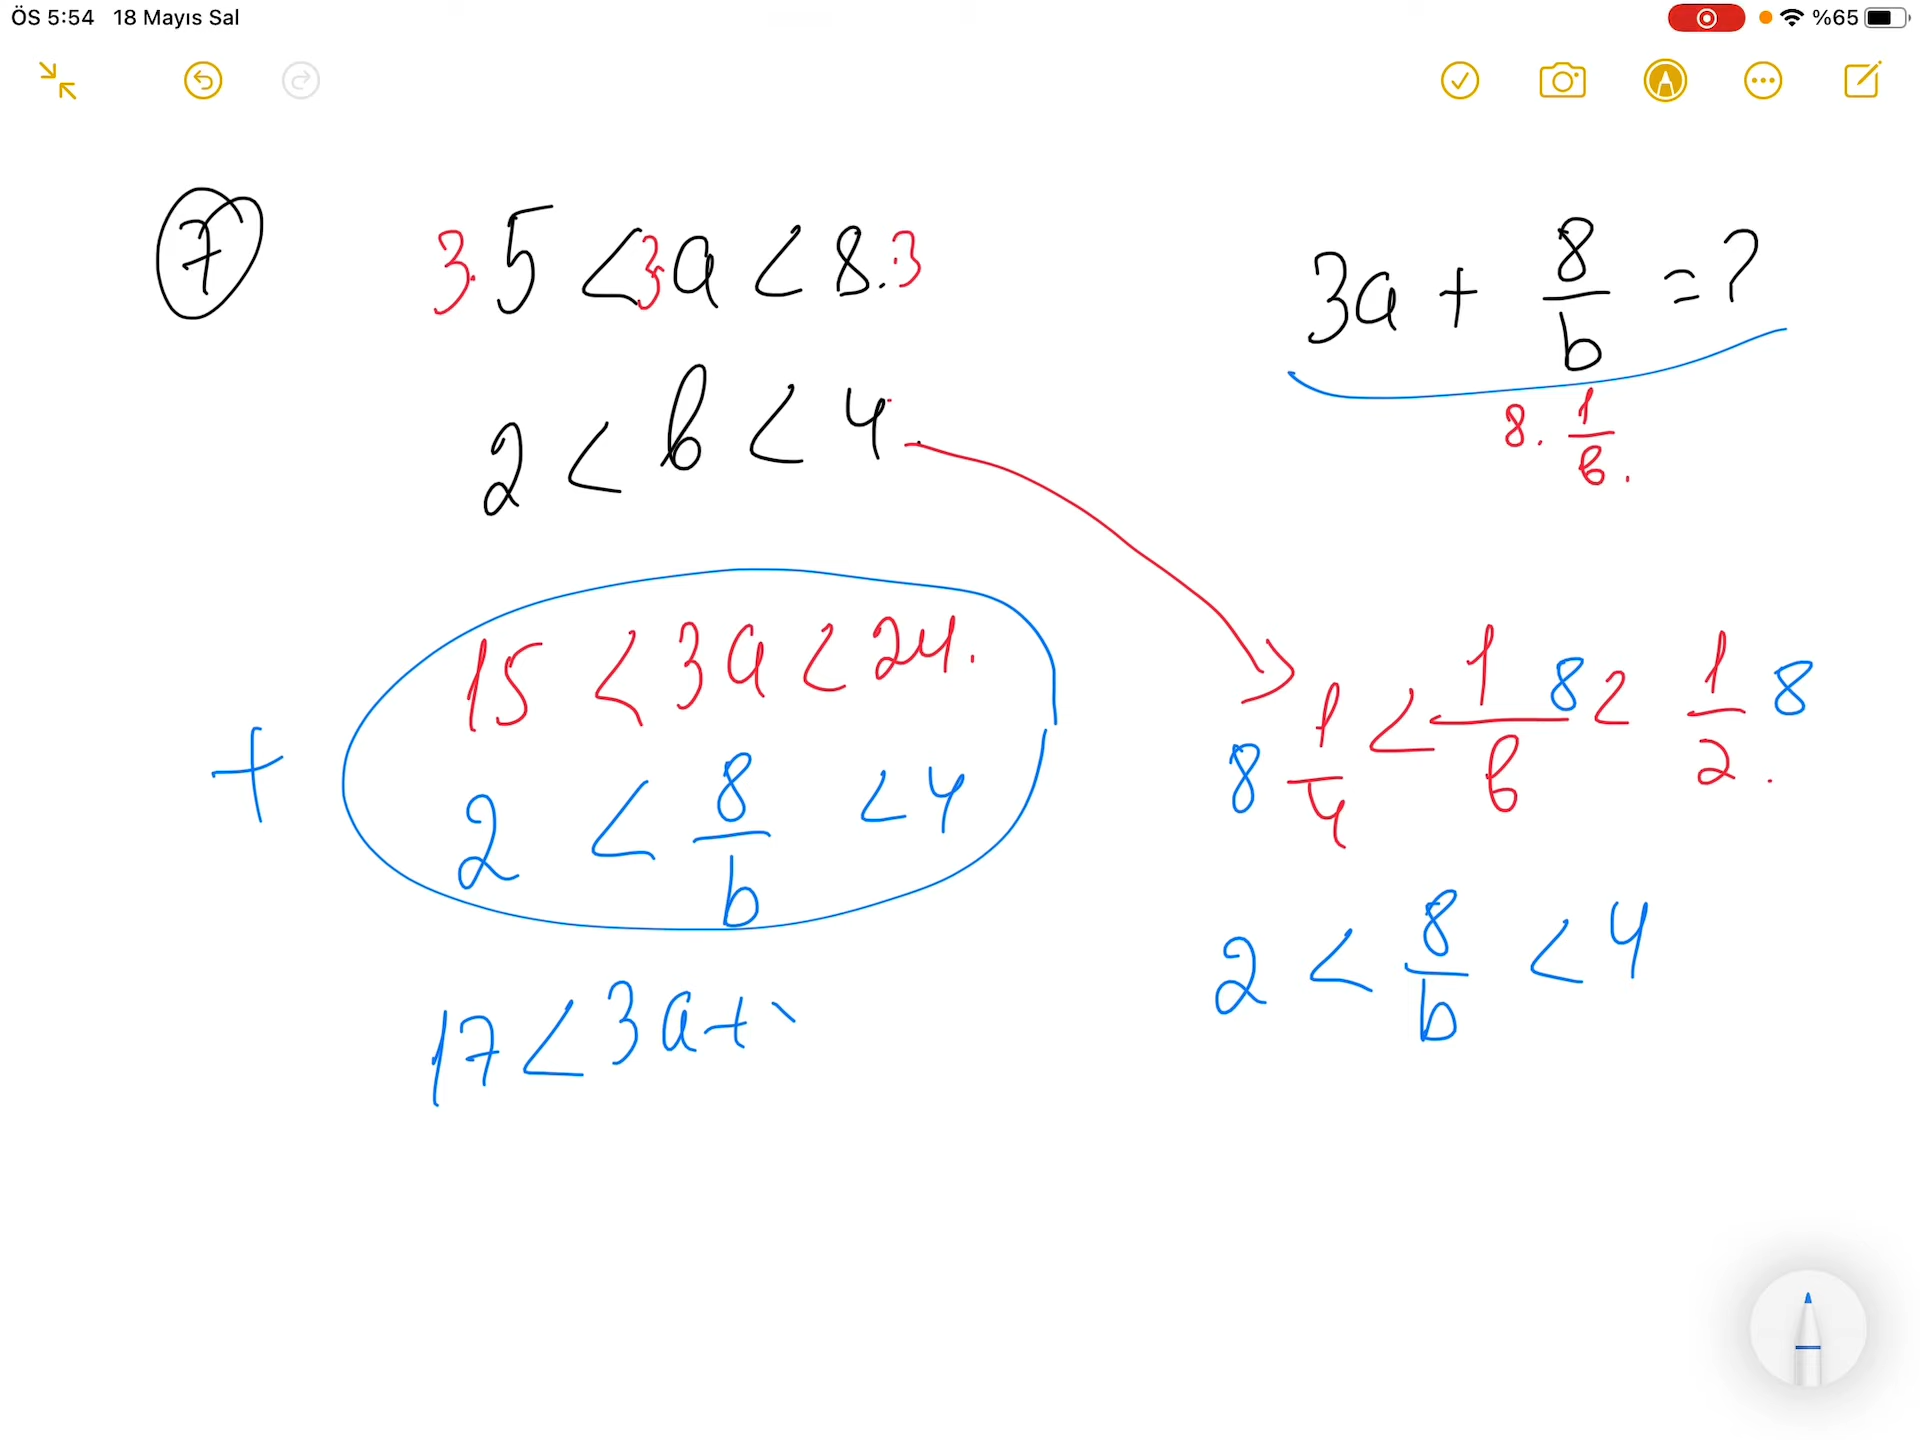 ÖS 5:54 18 Mayıs Sal %65
7
3.5 < 3a < 8.3
3a + 8/b = ?
2 < b < 4
8. 1/b.
15 < 3a < 24.
8 1/4 < 1/b 8 < 1/2. 8
+ 2 < 8/b < 4
2 < 8/b < 4
17 < 3a +